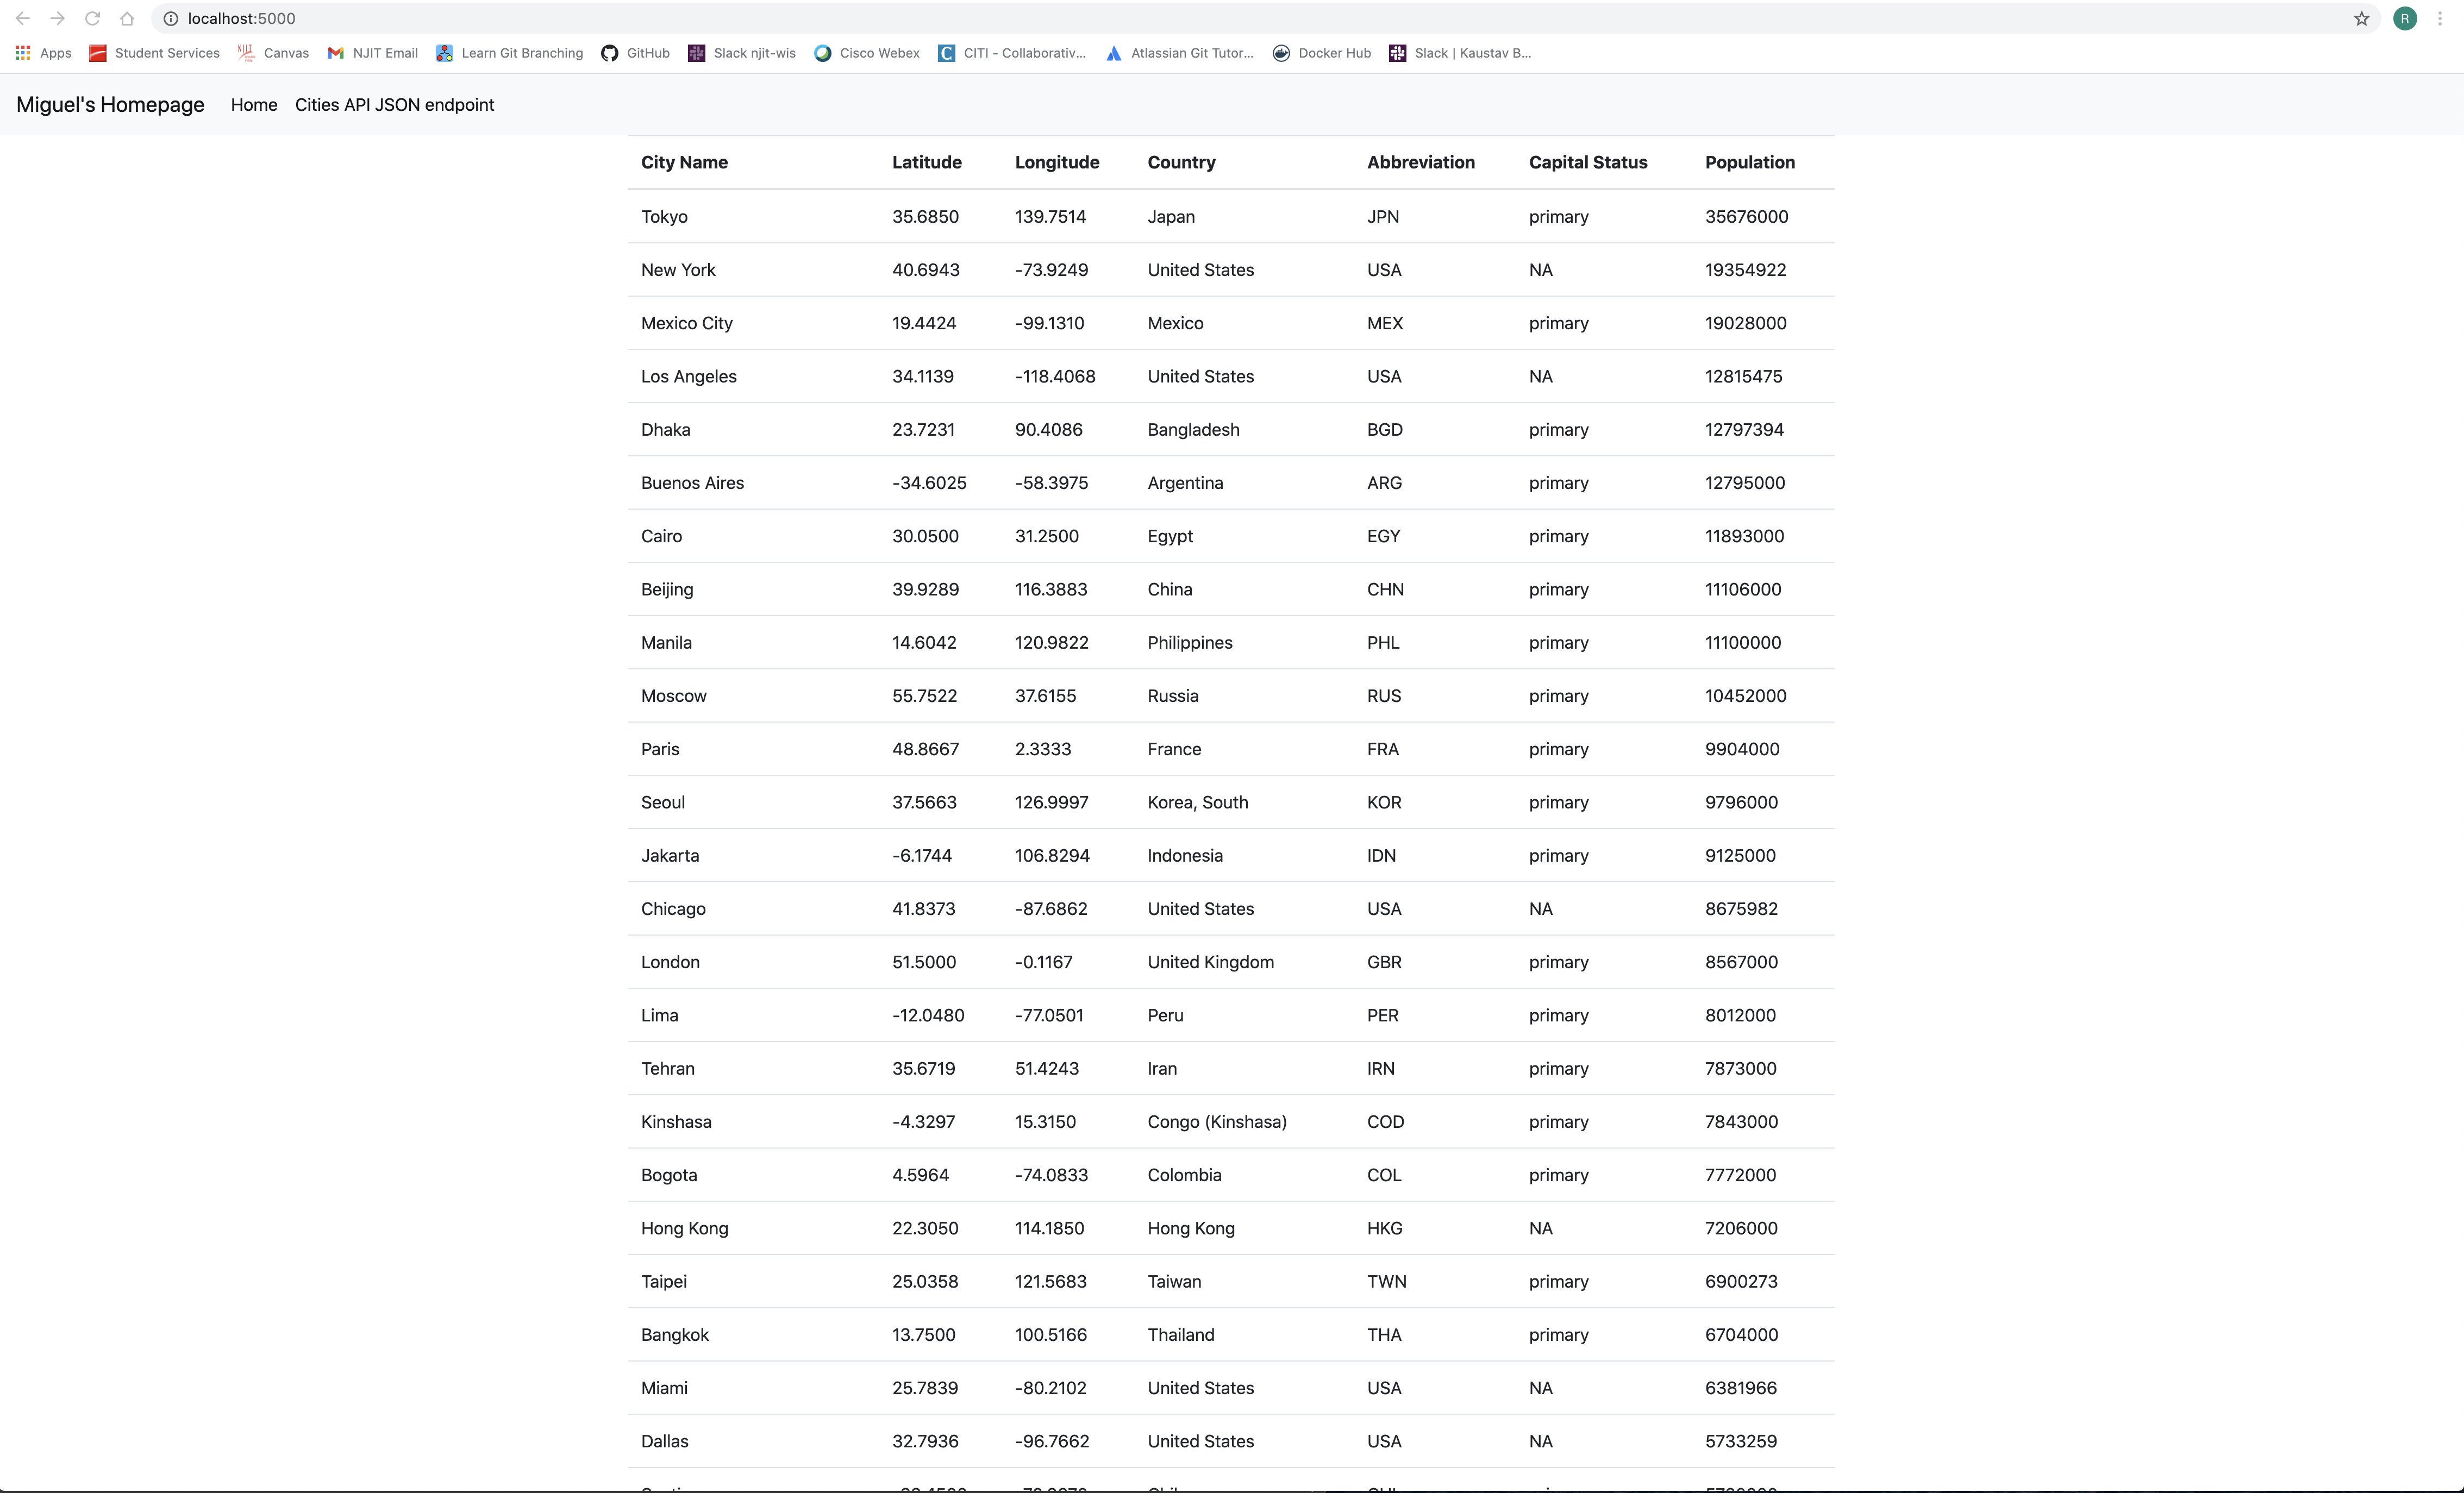 localhost:5000
R
Apps Student Services Canvas NJIT Email Learn Git Branching GitHub Slack njit-wis Cisco Webex CITI - Collaborativ... Atlassian Git Tutor... Docker Hub Slack | Kaustav B...
Miguel's Homepage Home Cities API JSON endpoint
City Name Latitude Longitude Country Abbreviation Capital Status Population
Tokyo 35.6850 139.7514 Japan JPN primary 35676000
New York 40.6943 -73.9249 United States USA NA 19354922
Mexico City 19.4424 -99.1310 Mexico MEX primary 19028000
Los Angeles 34.1139 -118.4068 United States USA NA 12815475
Dhaka 23.7231 90.4086 Bangladesh BGD primary 12797394
Buenos Aires -34.6025 -58.3975 Argentina ARG primary 12795000
Cairo 30.0500 31.2500 Egypt EGY primary 11893000
Beijing 39.9289 116.3883 China CHN primary 11106000
Manila 14.6042 120.9822 Philippines PHL primary 11100000
Moscow 55.7522 37.6155 Russia RUS primary 10452000
Paris 48.8667 2.3333 France FRA primary 9904000
Seoul 37.5663 126.9997 Korea, South KOR primary 9796000
Jakarta -6.1744 106.8294 Indonesia IDN primary 9125000
Chicago 41.8373 -87.6862 United States USA NA 8675982
London 51.5000 -0.1167 United Kingdom GBR primary 8567000
Lima -12.0480 -77.0501 Peru PER primary 8012000
Tehran 35.6719 51.4243 Iran IRN primary 7873000
Kinshasa -4.3297 15.3150 Congo (Kinshasa) COD primary 7843000
Bogota 4.5964 -74.0833 Colombia COL primary 7772000
Hong Kong 22.3050 114.1850 Hong Kong HKG NA 7206000
Taipei 25.0358 121.5683 Taiwan TWN primary 6900273
Bangkok 13.7500 100.5166 Thailand THA primary 6704000
Miami 25.7839 -80.2102 United States USA NA 6381966
Dallas 32.7936 -96.7662 United States USA NA 5733259